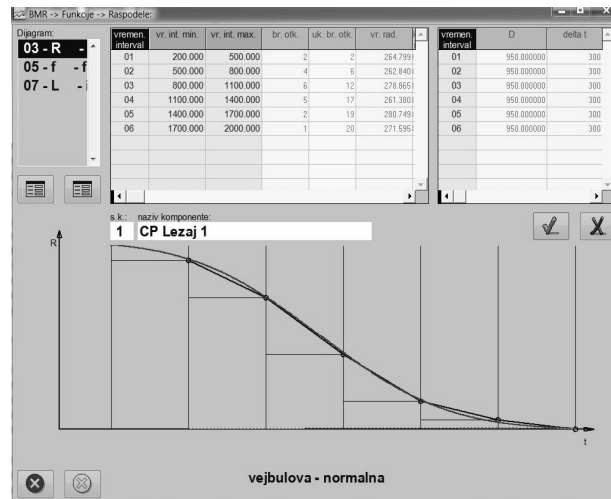 BMR -> Funkcije -> Raspodele:
Dijagram:
03 - R -
05 - f - f
07 - L - i
vremen. interval vr. int. min. vr. int. max. br. otk. uk. br. otk. vr. rad.
01 200.000 500.000 2 2 264.799
02 500.000 800.000 4 6 262.840
03 800.000 1100.000 6 12 278.865
04 1100.000 1400.000 5 17 261.380
05 1400.000 1700.000 2 19 280.749
06 1700.000 2000.000 1 20 271.595
vremen. interval D delta t
01 950.000000 300
02 950.000000 300
03 950.000000 300
04 950.000000 300
05 950.000000 300
06 950.000000 300
s.k.: naziv komponente:
1 CP Lezaj 1
R
t
vejbulova - normalna